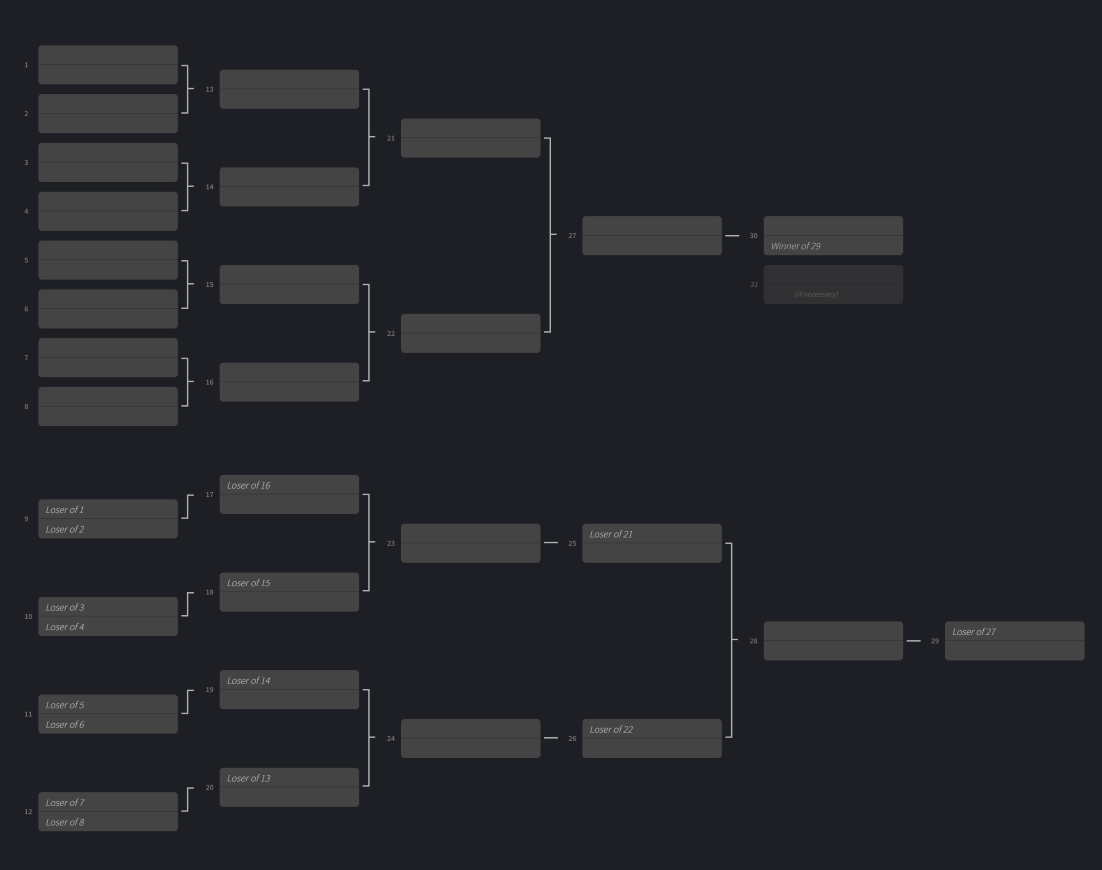 1
2
13
3
4
14
21
5
6
15
7
8
16
22
27
30
Winner of 29
31
(if necessary)
9
Loser of 1
Loser of 2
17
Loser of 16
10
Loser of 3
Loser of 4
18
Loser of 15
23
25
Loser of 21
11
Loser of 5
Loser of 6
19
Loser of 14
12
Loser of 7
Loser of 8
20
Loser of 13
24
26
Loser of 22
28
29
Loser of 27